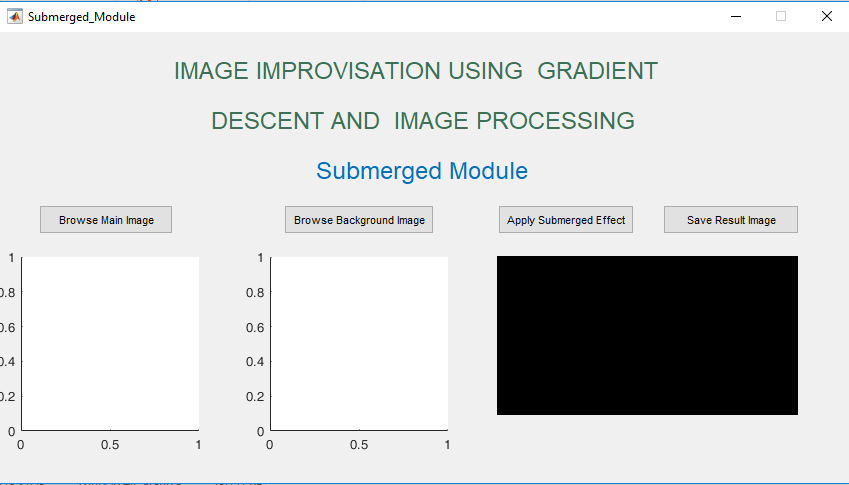 Submerged_Module
IMAGE IMPROVISATION USING  GRADIENT
DESCENT AND  IMAGE PROCESSING
Submerged Module
Browse Main Image
Browse Background Image
Apply Submerged Effect
Save Result Image
1
0.8
0.6
0.4
0.2
0
0
0.5
1
1
0.8
0.6
0.4
0.2
0
0
0.5
1